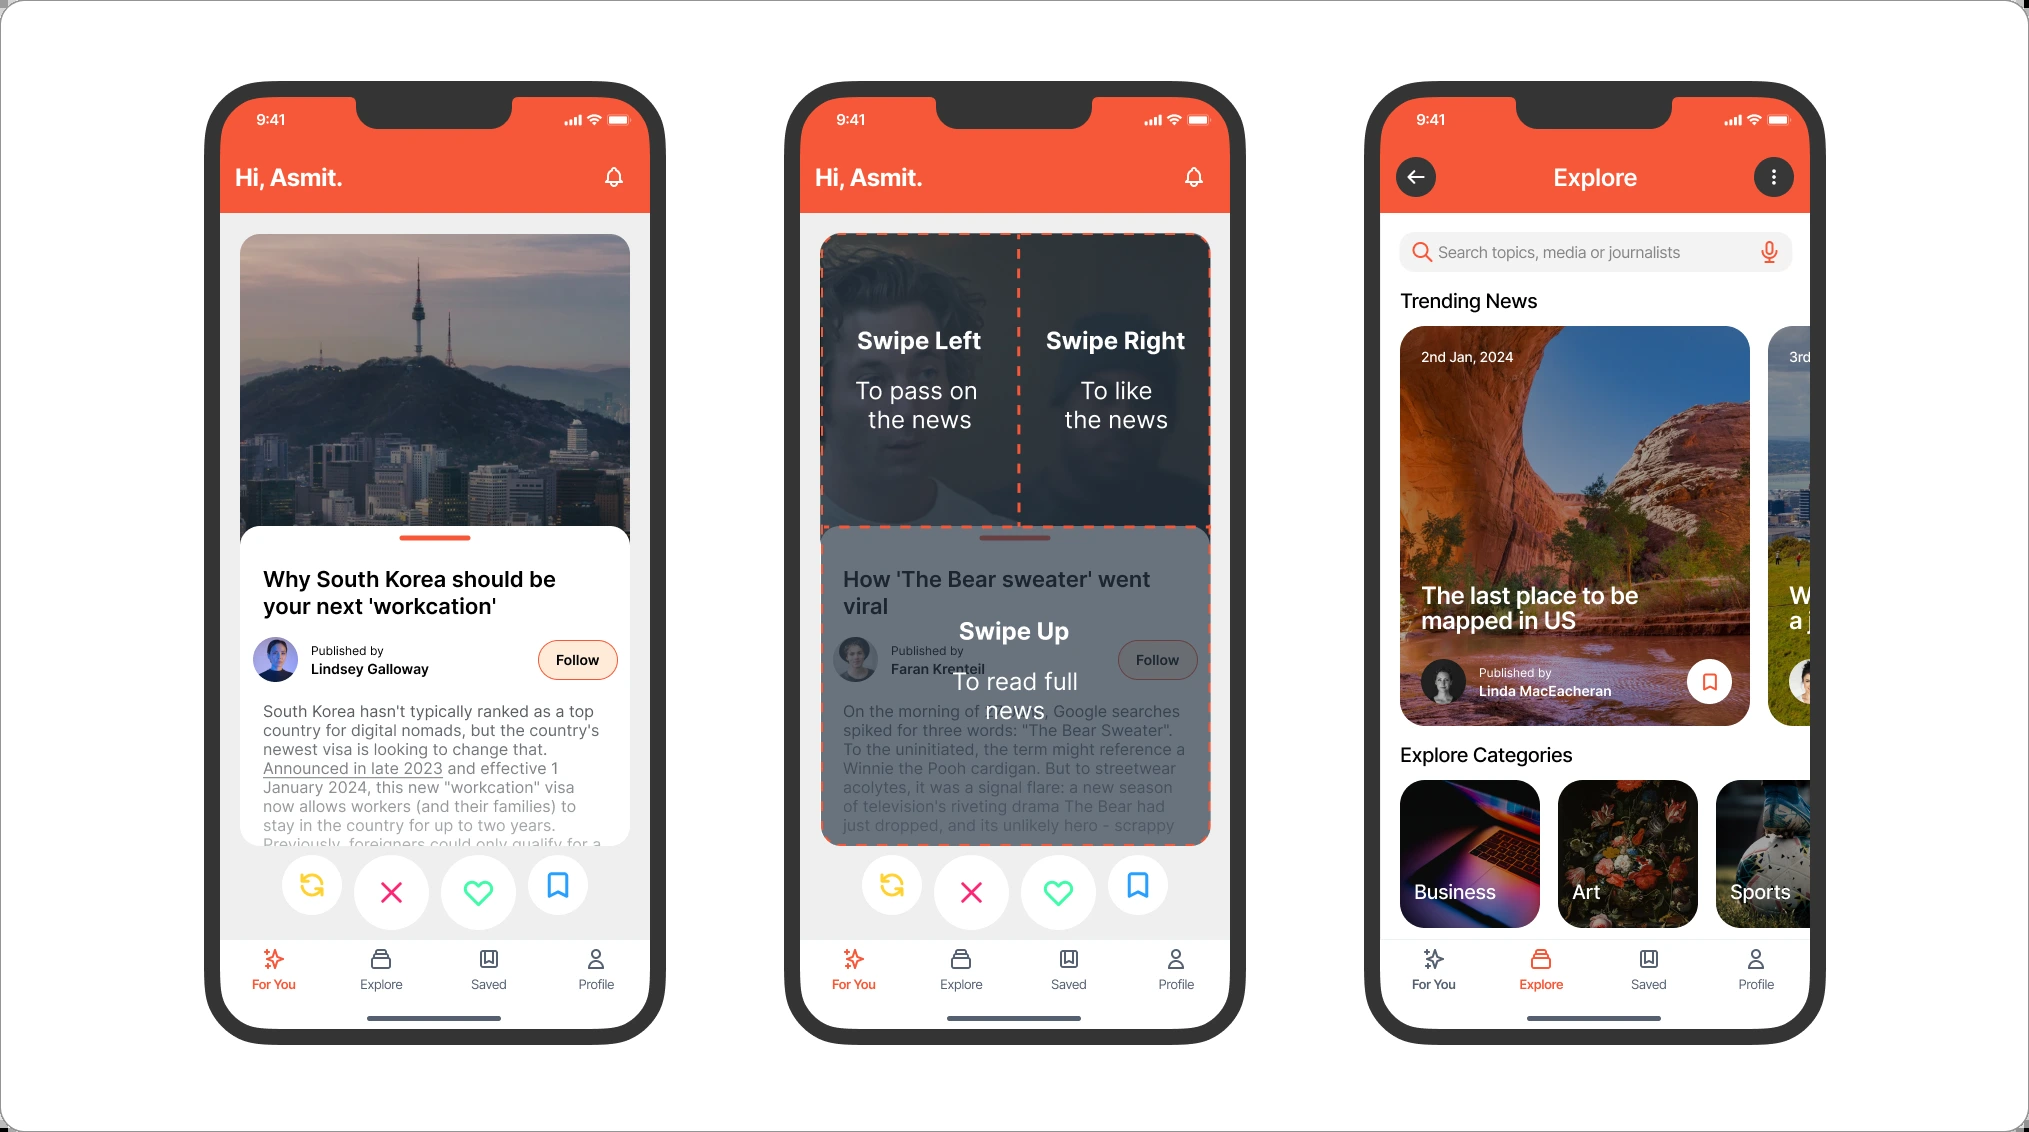 9:41
Hi, Asmit.
Why South Korea should be
your next 'workcation'
Published by
Lindsey Galloway
Follow
South Korea hasn't typically ranked as a top
country for digital nomads, but the country's
newest visa is looking to change that.
Announced in late 2023 and effective 1
January 2024, this new "workcation" visa
now allows workers (and their families) to
stay in the country for up to two years.
Previously, foreigners could only qualify for a
For You
Explore
Saved
Profile
9:41
Hi, Asmit.
Swipe Left
To pass on
the news
Swipe Right
To like
the news
How 'The Bear sweater' went
viral
Swipe Up
To read full
news
Published by
Faran Krenteil
Follow
On the morning of Google searches
spiked for three words: "The Bear Sweater".
To the uninitiated, the term might reference a
Winnie the Pooh cardigan. But to streetwear
acolytes, it was a signal flare: a new season
of television's riveting drama The Bear had
just dropped, and its unlikely hero - scrappy
For You
Explore
Saved
Profile
9:41
Explore
Search topics, media or journalists
Trending News
2nd Jan, 2024
The last place to be
mapped in US
Published by
Linda MacEacheran
3rd
W
a j
Explore Categories
Business
Art
Sports
For You
Explore
Saved
Profile